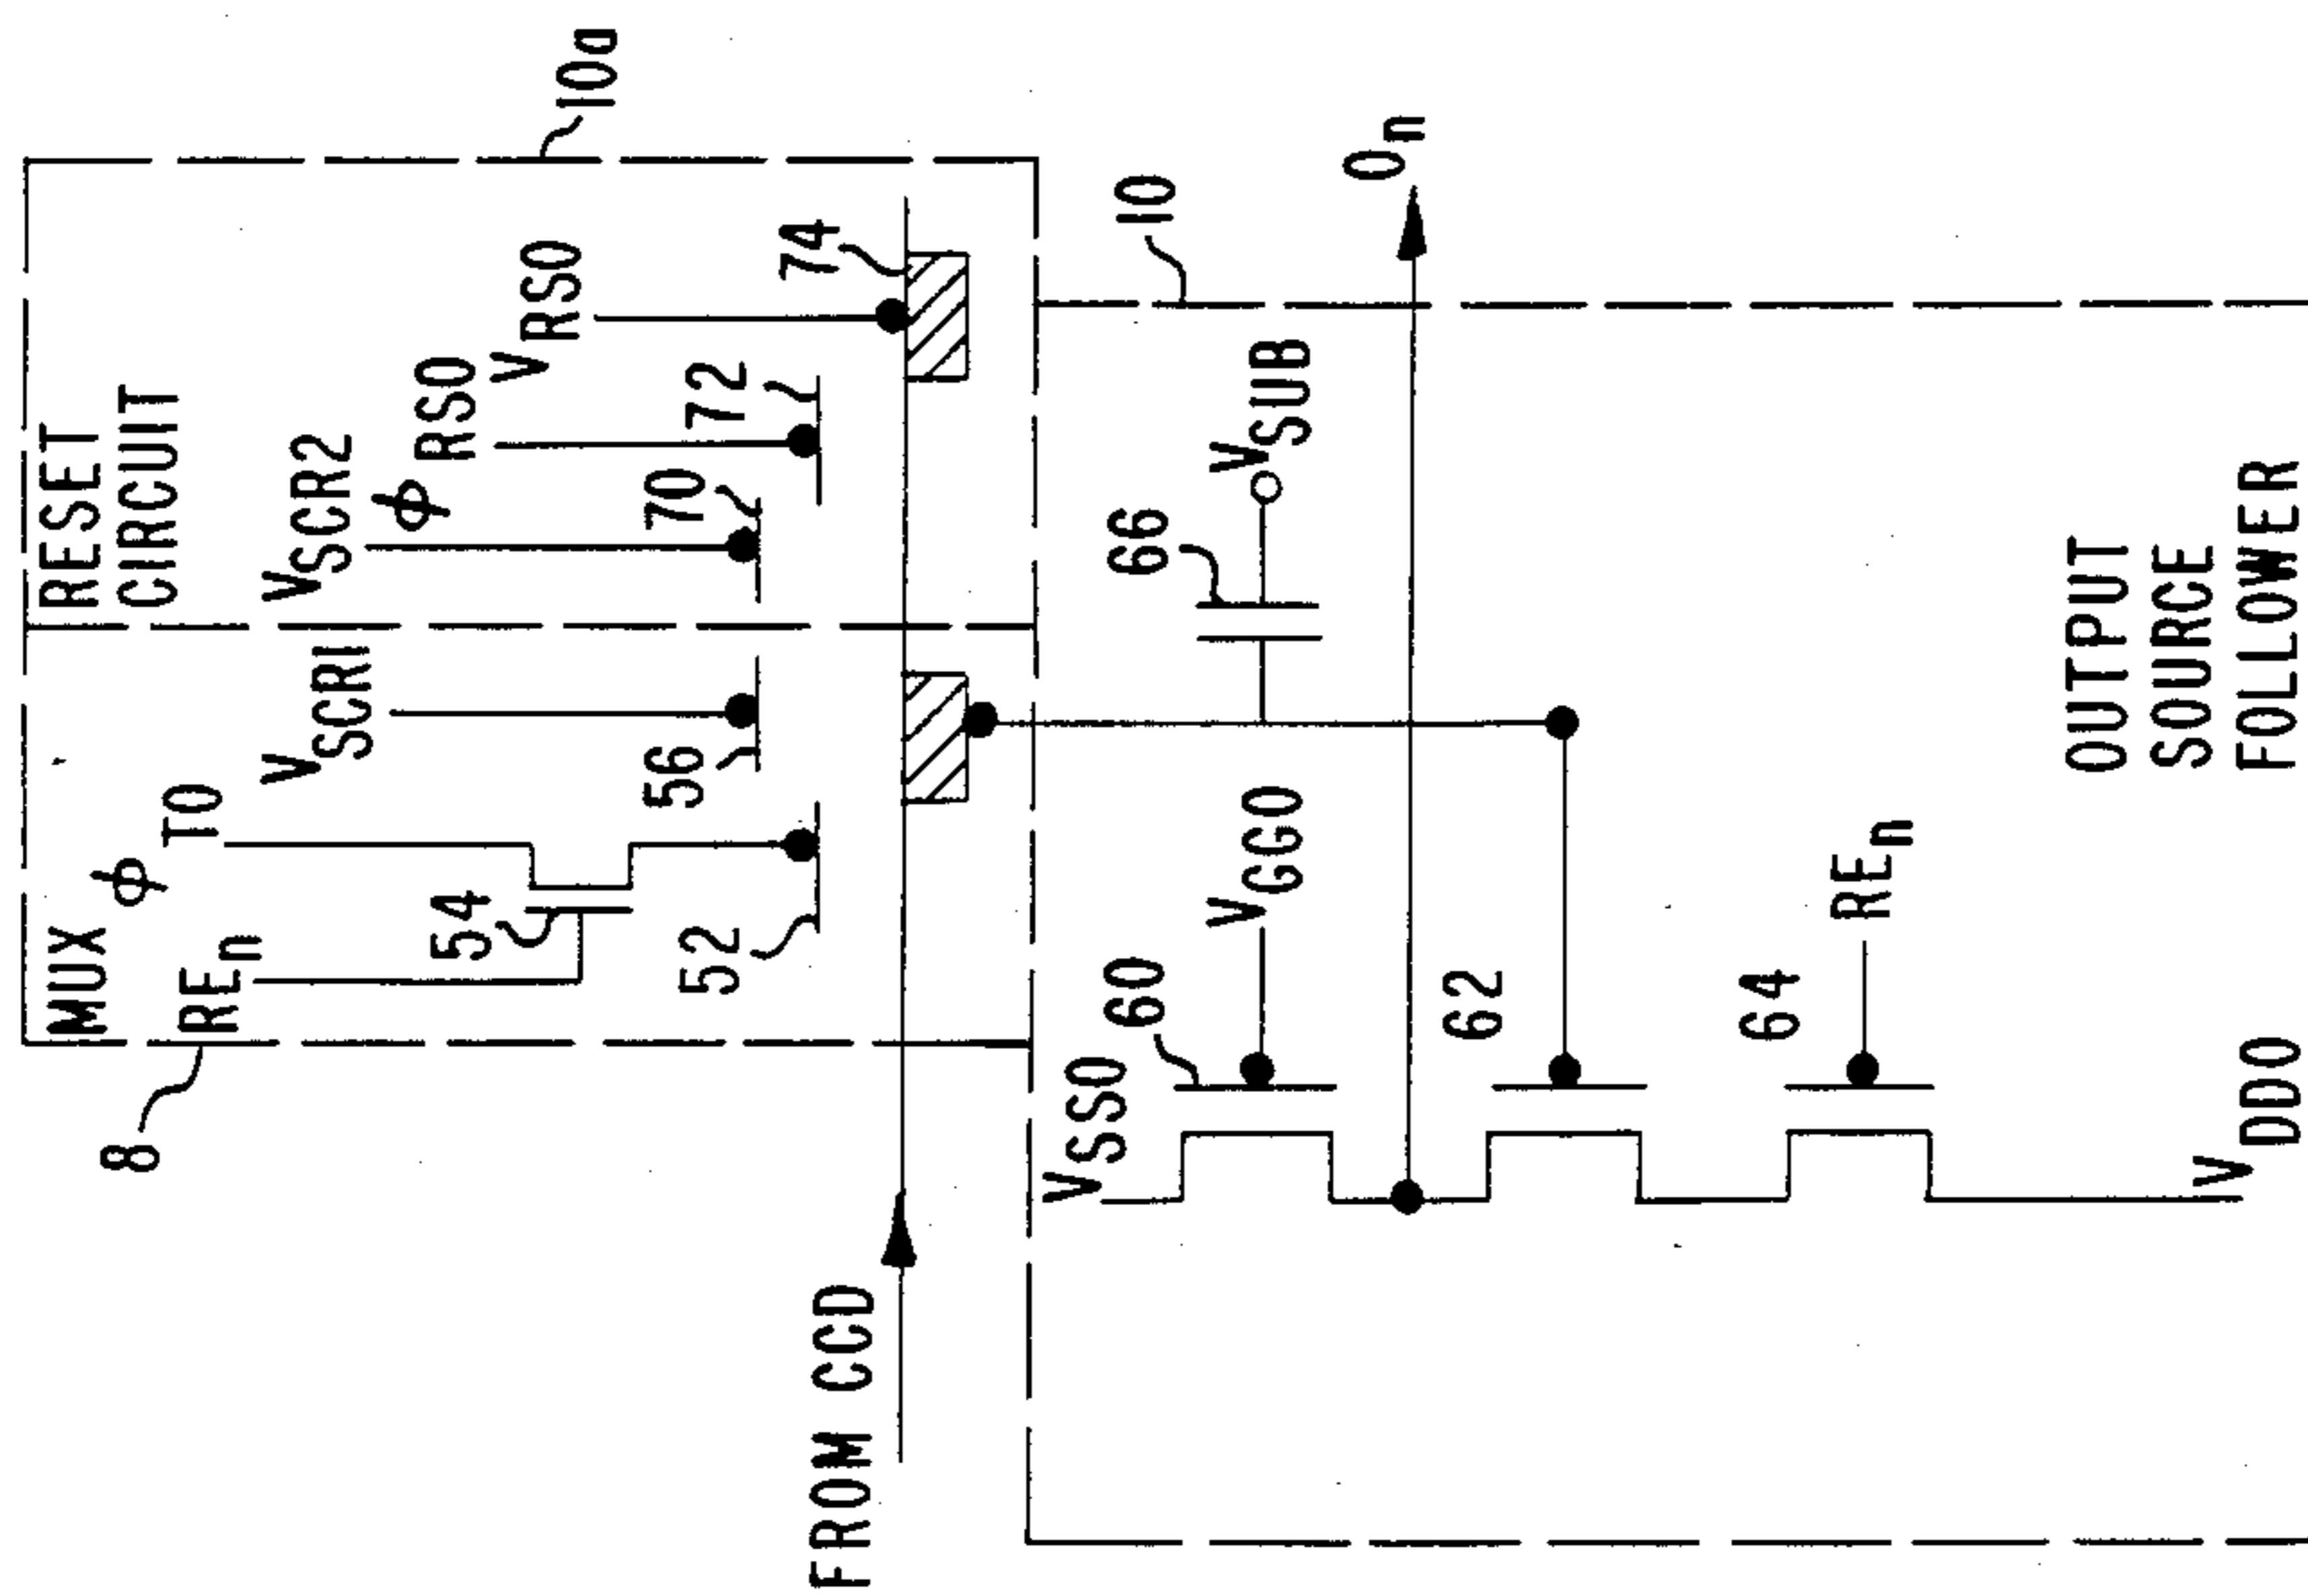 MUX
RESET
CIRCUIT
8
REn
ϕTO
VSCR1
VSCR2
ϕRSO
VRSO
10a
54
52
56
70
72
74
FROM CCD
VSSO
60
VGGO
66
VSUB
10
On
62
64
REn
VDDO
OUTPUT
SOURCE
FOLLOWER